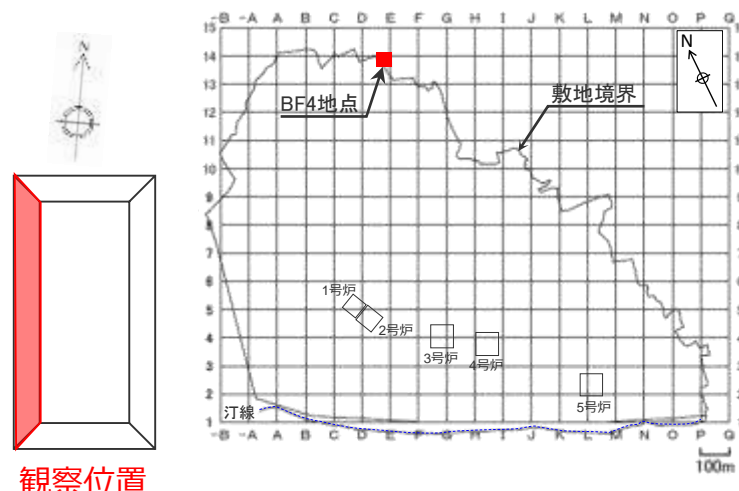 N
観察位置
-B -A A B C D E F G H I J K L M N O P Q
15
14
13
12
11
10
9
8
7
6
5
4
3
2
1
N
BF4地点
敷地境界
1号炉
2号炉
3号炉
4号炉
5号炉
汀線
-B -A A B C D E F G H I J K L M N O P Q
100m